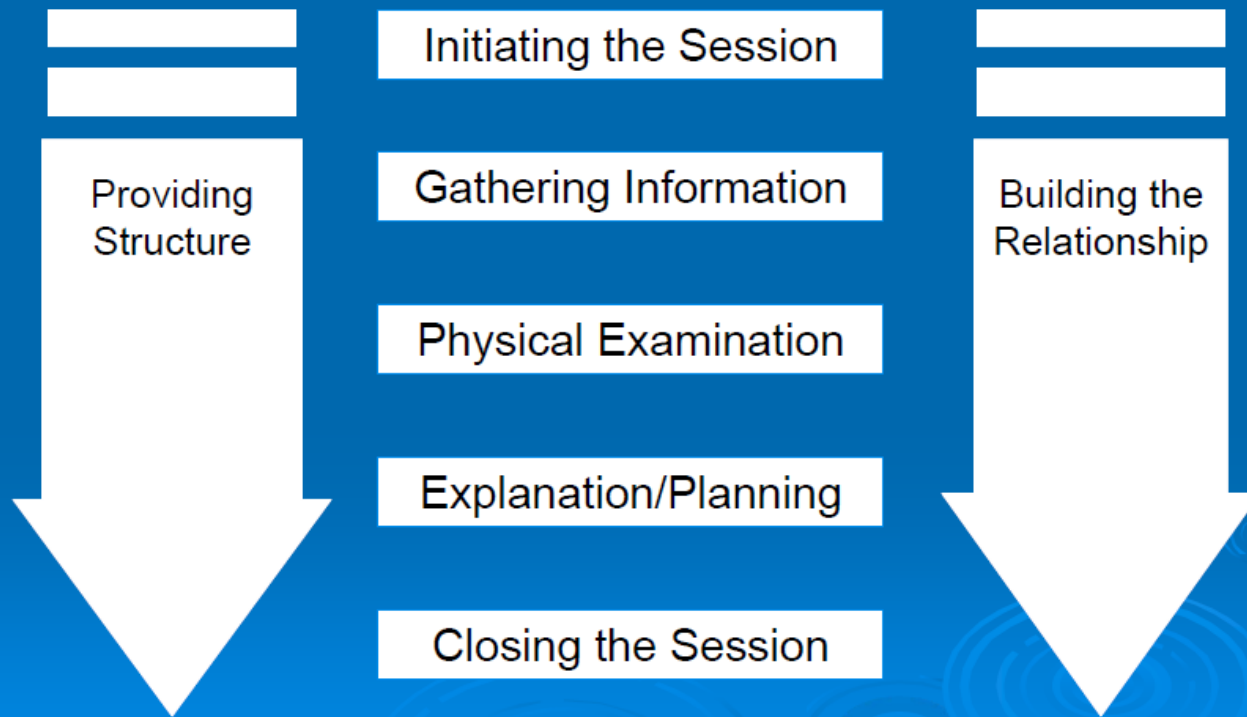 Initiating the Session
Providing
Structure
Gathering Information
Building the
Relationship
Physical Examination
Explanation/Planning
Closing the Session